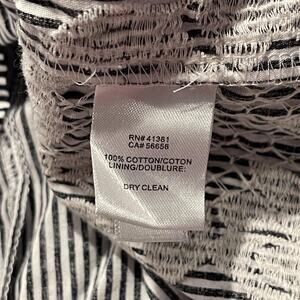 RN# 41381
CA# 56658
100% COTTON/COTON
LINING/DOUBLURE:
DRY CLEAN